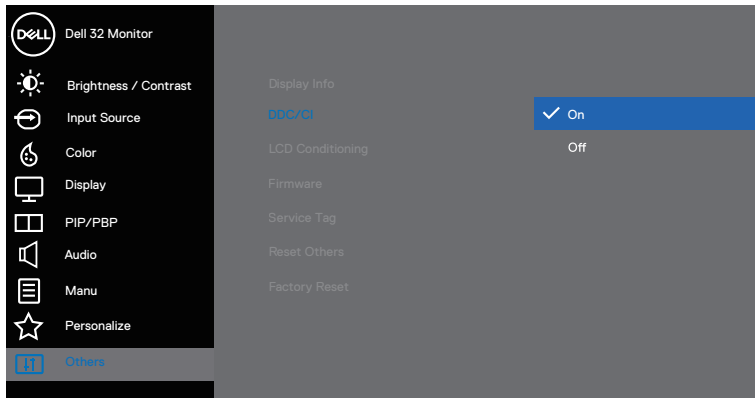 DELL Dell 32 Monitor
Brightness / Contrast
Input Source
Color
Display
PIP/PBP
Audio
Manu
Personalize
Others
Display Info
DDC/CI
LCD Conditioning
Firmware
Service Tag
Reset Others
Factory Reset
On
Off